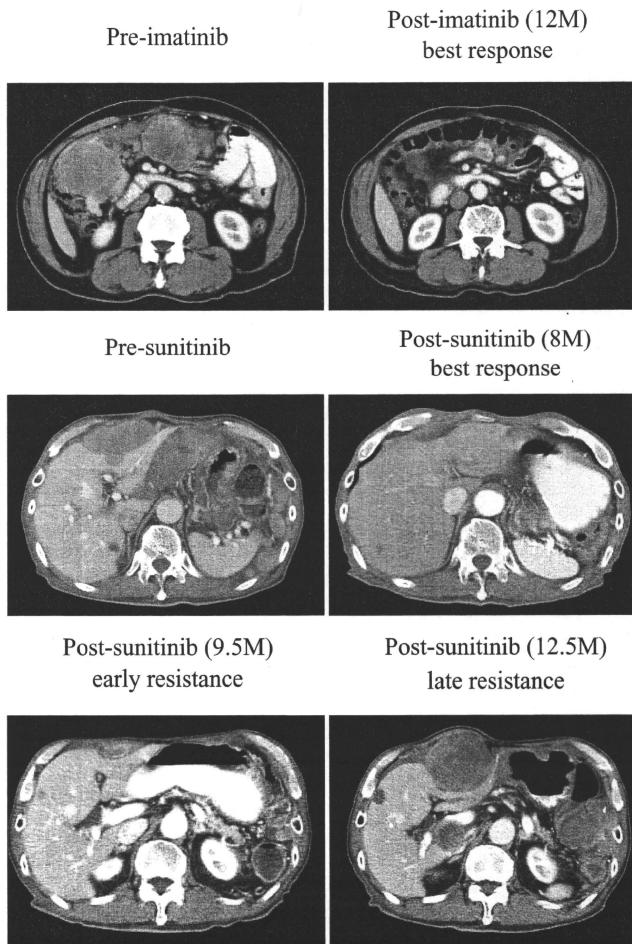 Pre-imatinib
Post-imatinib (12M)
best response
Pre-sunitinib
Post-sunitinib (8M)
best response
Post-sunitinib (9.5M)
early resistance
Post-sunitinib (12.5M)
late resistance